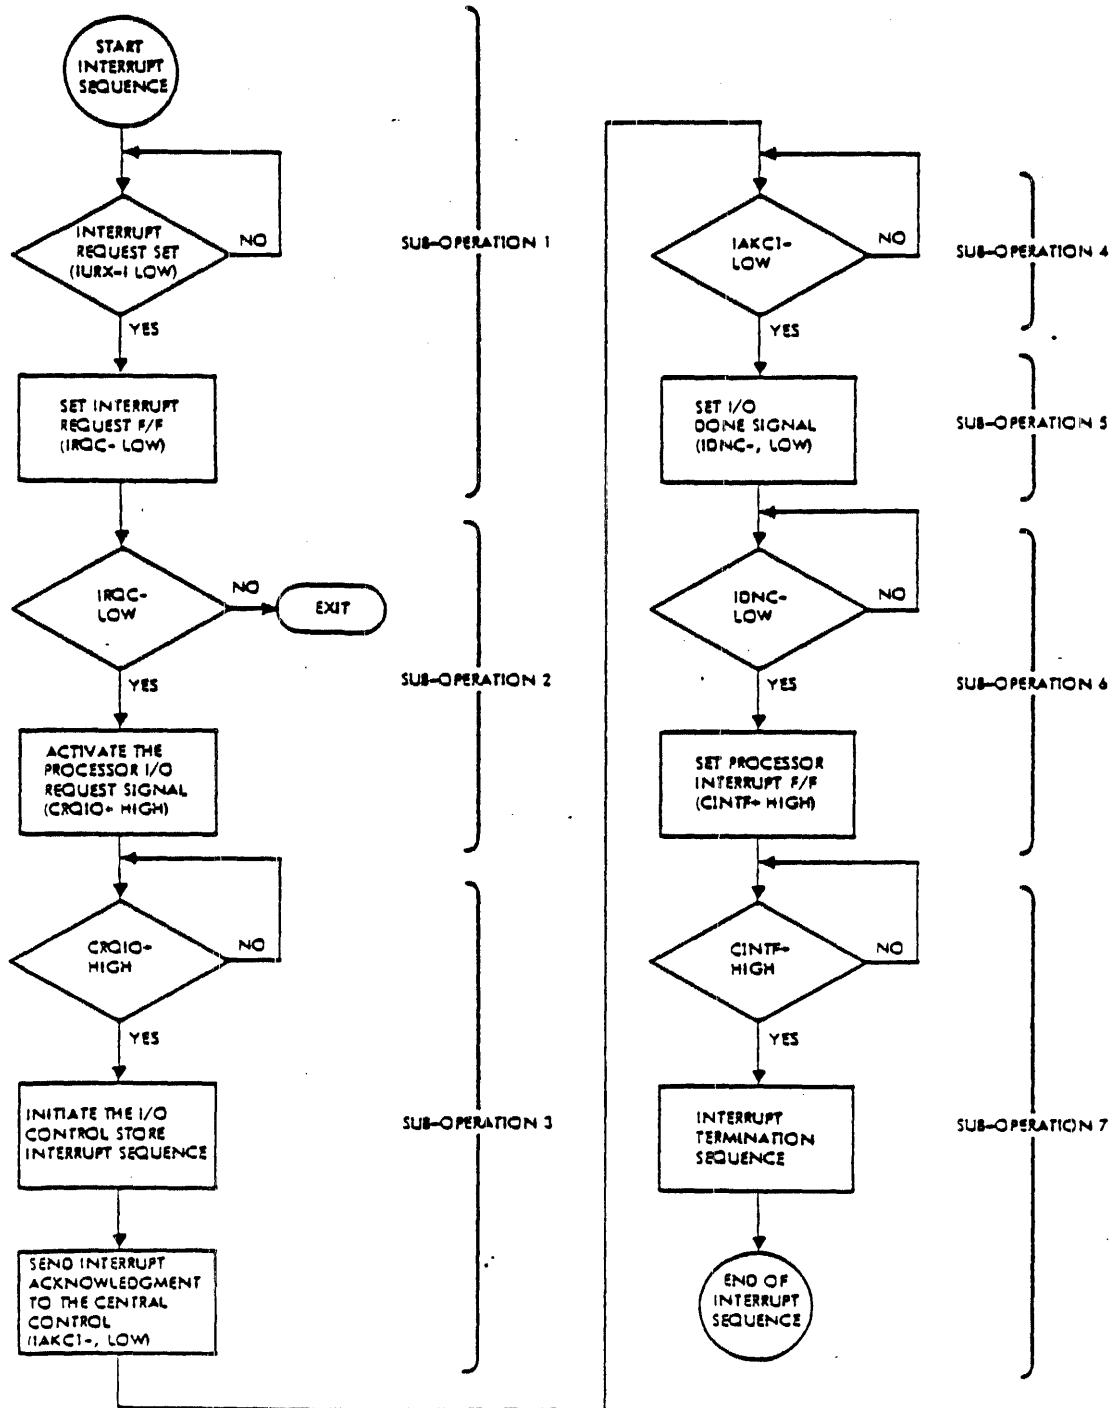 START
INTERRUPT
SEQUENCE
INTERRUPT
REQUEST SET
(IURX-I LOW)
NO
YES
SET INTERRUPT
REQUEST F/F
(IRQC- LOW)
SUB-OPERATION 1
IRQC-
LOW
NO
EXIT
YES
ACTIVATE THE
PROCESSOR I/O
REQUEST SIGNAL
(CRQIO+ HIGH)
SUB-OPERATION 2
CRQIO+
HIGH
NO
YES
INITIATE THE I/O
CONTROL STORE
INTERRUPT SEQUENCE
SEND INTERRUPT
ACKNOWLEDGMENT
TO THE CENTRAL
CONTROL
(IAKCI-, LOW)
SUB-OPERATION 3
IAKCI-
LOW
NO
YES
SUB-OPERATION 4
SET I/O
DONE SIGNAL
(IDNC-, LOW)
SUB-OPERATION 5
IDNC-
LOW
NO
YES
SET PROCESSOR
INTERRUPT F/F
(CINTF+ HIGH)
SUB-OPERATION 6
CINTF+
HIGH
NO
YES
INTERRUPT
TERMINATION
SEQUENCE
SUB-OPERATION 7
END OF
INTERRUPT
SEQUENCE